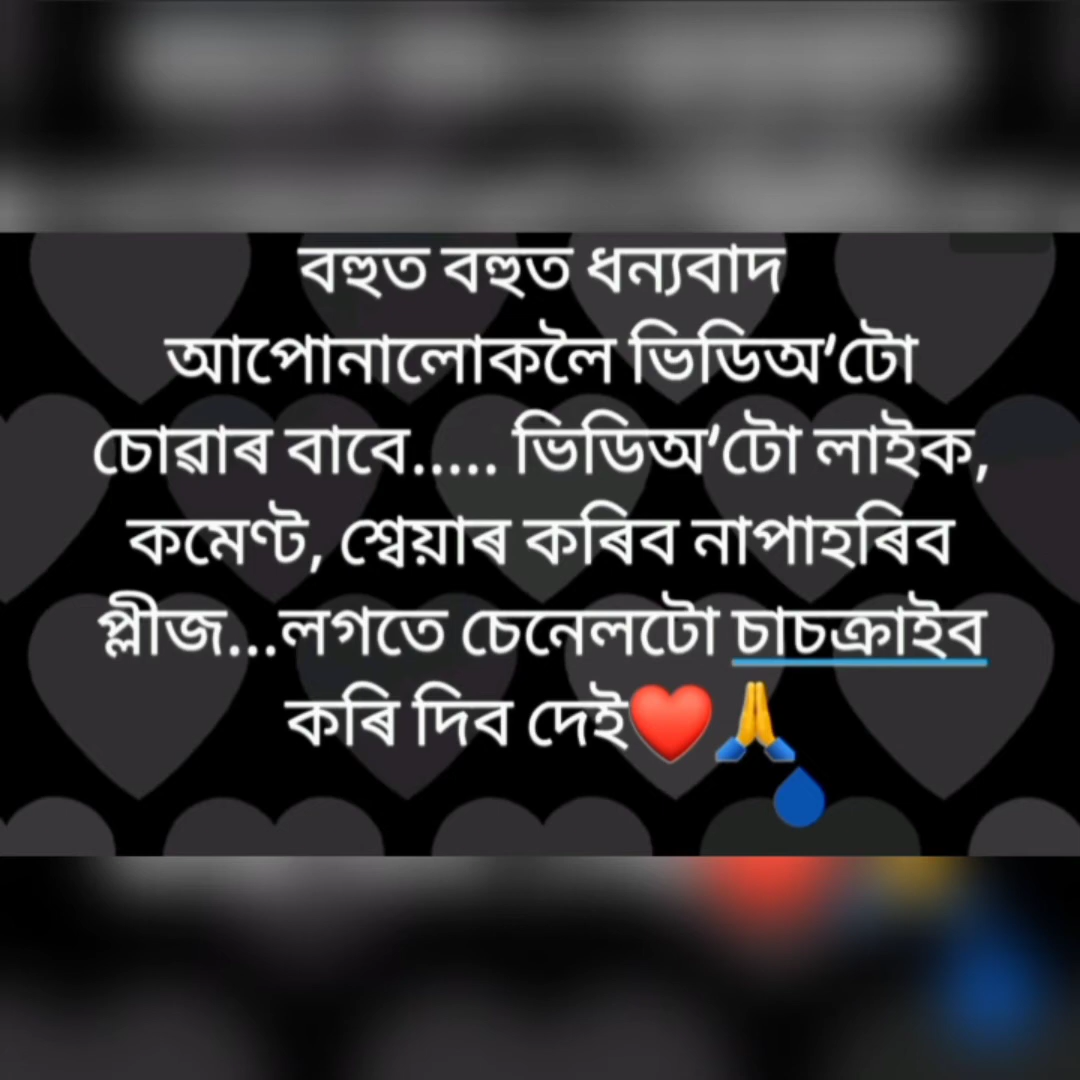 বহুত বহুত ধন্যবাদ
আপোনালোকলৈ ভিডিঅ’টো
চোৱাৰ বাবে..... ভিডিঅ’টো লাইক,
কমেণ্ট, শ্বেয়াৰ কৰিব নাপাহৰিব
প্লীজ...লগতে চেনেলটো চাচক্ৰাইব
কৰি দিব দেই❤️🙏